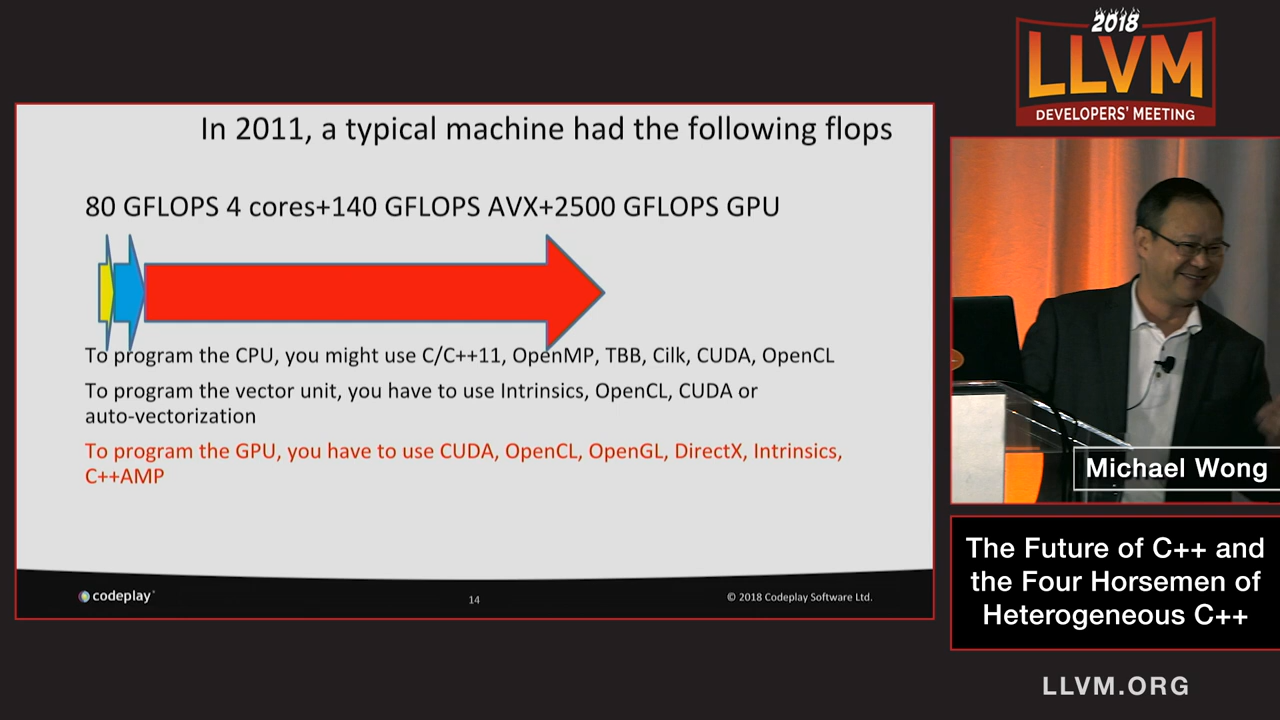 2018
LLVM
DEVELOPERS' MEETING
In 2011, a typical machine had the following flops
80 GFLOPS 4 cores+140 GFLOPS AVX+2500 GFLOPS GPU
To program the CPU, you might use C/C++11, OpenMP, TBB, Cilk, CUDA, OpenCL
To program the vector unit, you have to use Intrinsics, OpenCL, CUDA or
auto-vectorization
To program the GPU, you have to use CUDA, OpenCL, OpenGL, DirectX, Intrinsics,
C++AMP
codeplay
14
© 2018 Codeplay Software Ltd.
Michael Wong
The Future of C++ and
the Four Horsemen of
Heterogeneous C++
LLVM.ORG